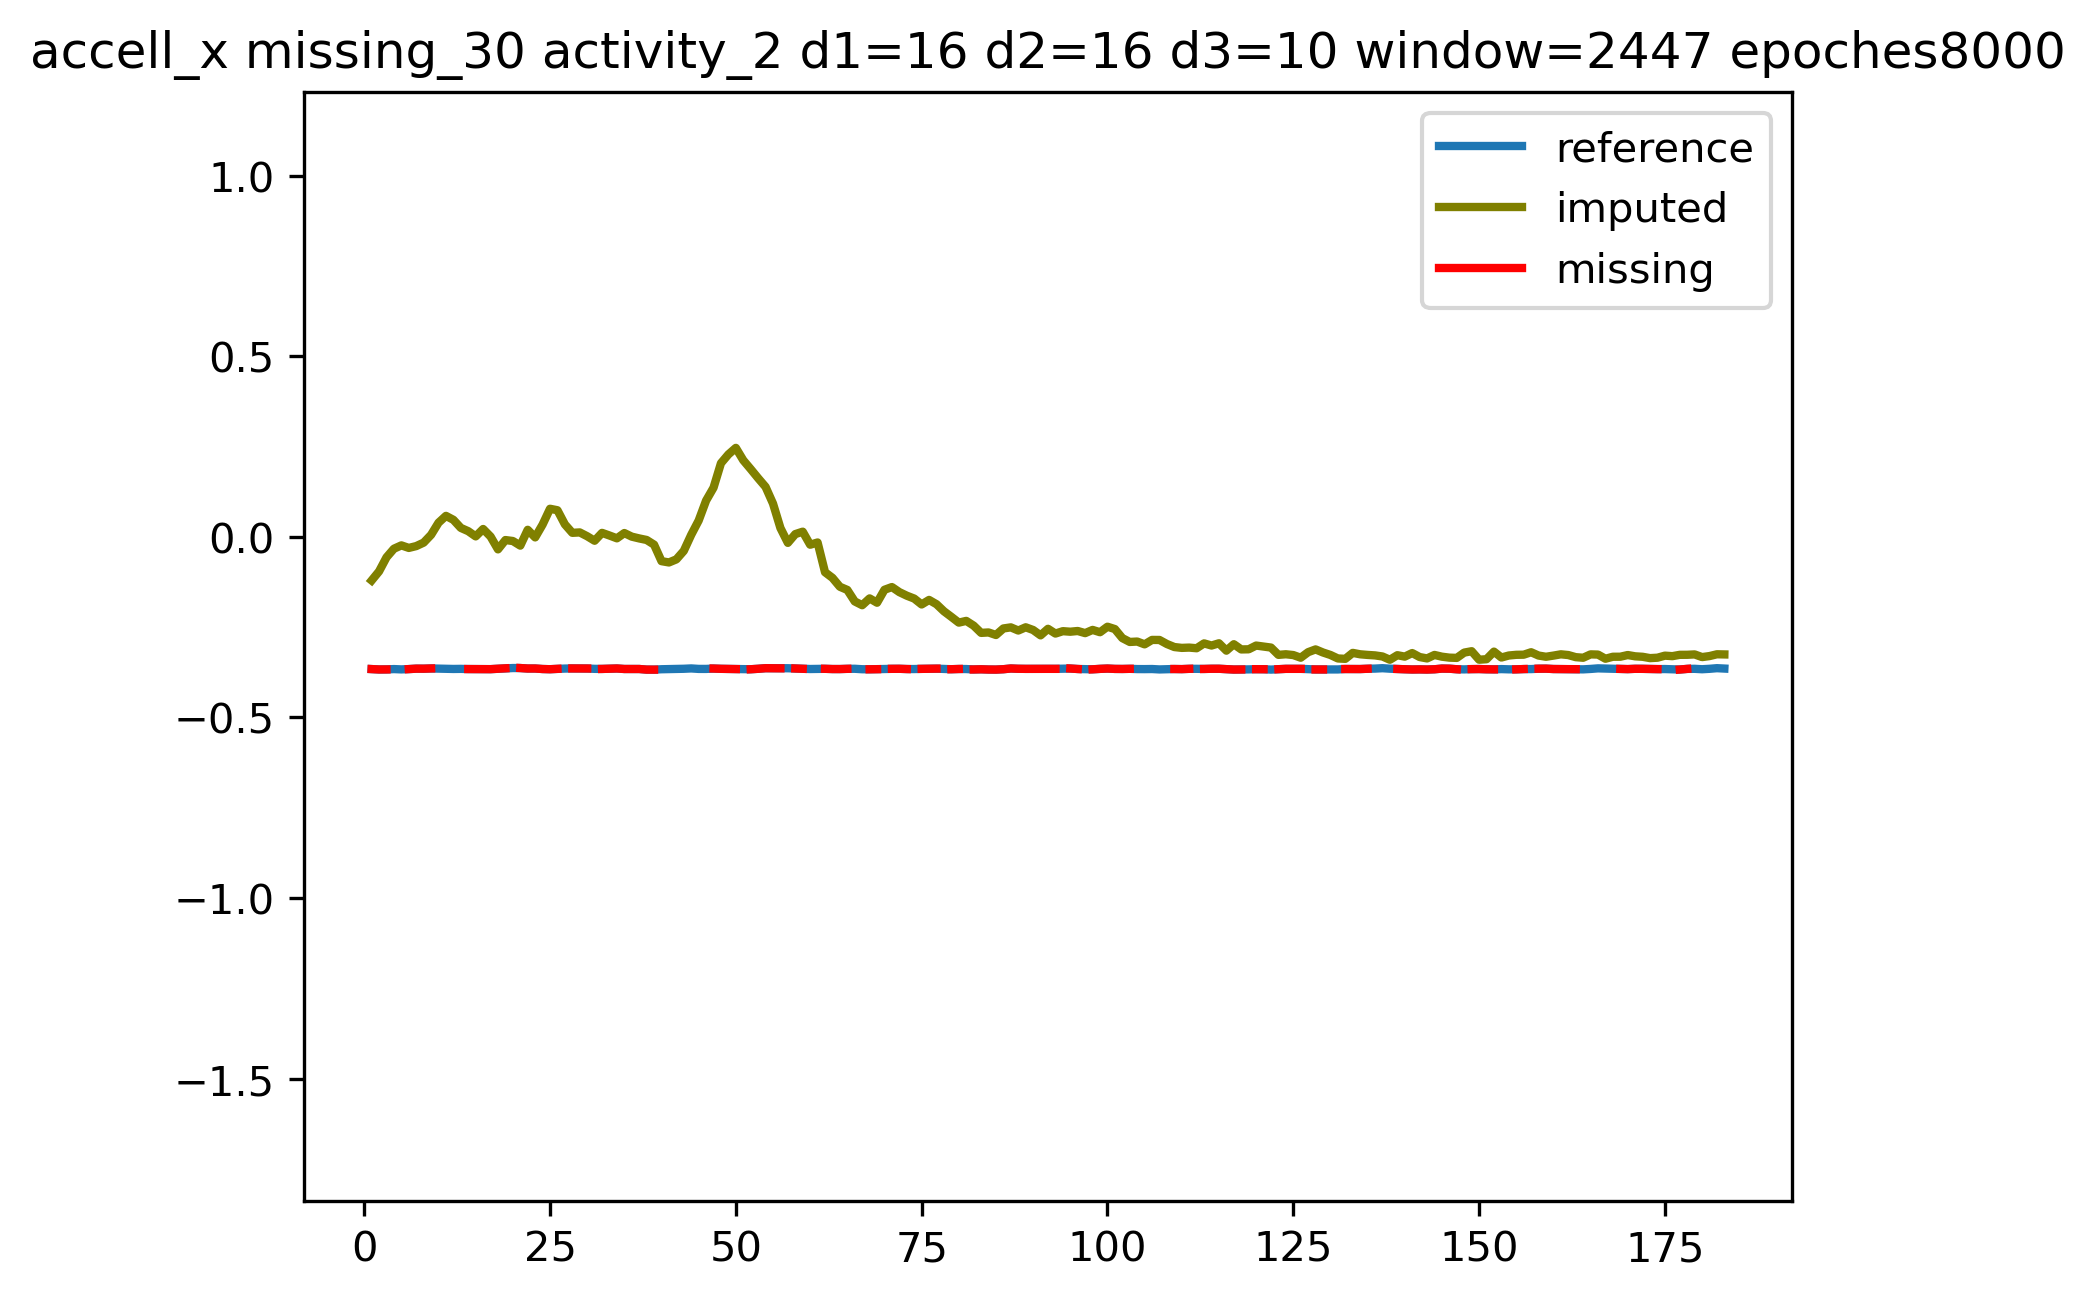 accell_x missing_30 activity_2 d1=16 d2=16 d3=10 window=2447 epoches8000
reference
imputed
missing
1.0
0.5
0.0
−0.5
−1.0
−1.5
0 25 50 75 100 125 150 175